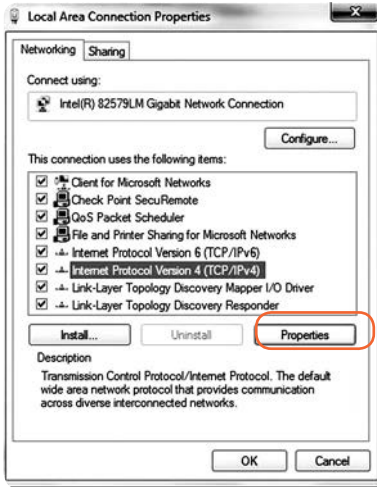 Local Area Connection Properties
Networking
Sharing
Connect using:
Intel(R) 82579LM Gigabit Network Connection
Configure...
This connection uses the following items:
Client for Microsoft Networks
Check Point SecuRemote
QoS Packet Scheduler
File and Printer Sharing for Microsoft Networks
Internet Protocol Version 6 (TCP/IPv6)
Internet Protocol Version 4 (TCP/IPv4)
Link-Layer Topology Discovery Mapper I/O Driver
Link-Layer Topology Discovery Responder
Install... Uninstall Properties
Description
Transmission Control Protocol/Internet Protocol. The default
wide area network protocol that provides communication
across diverse interconnected networks.
OK Cancel